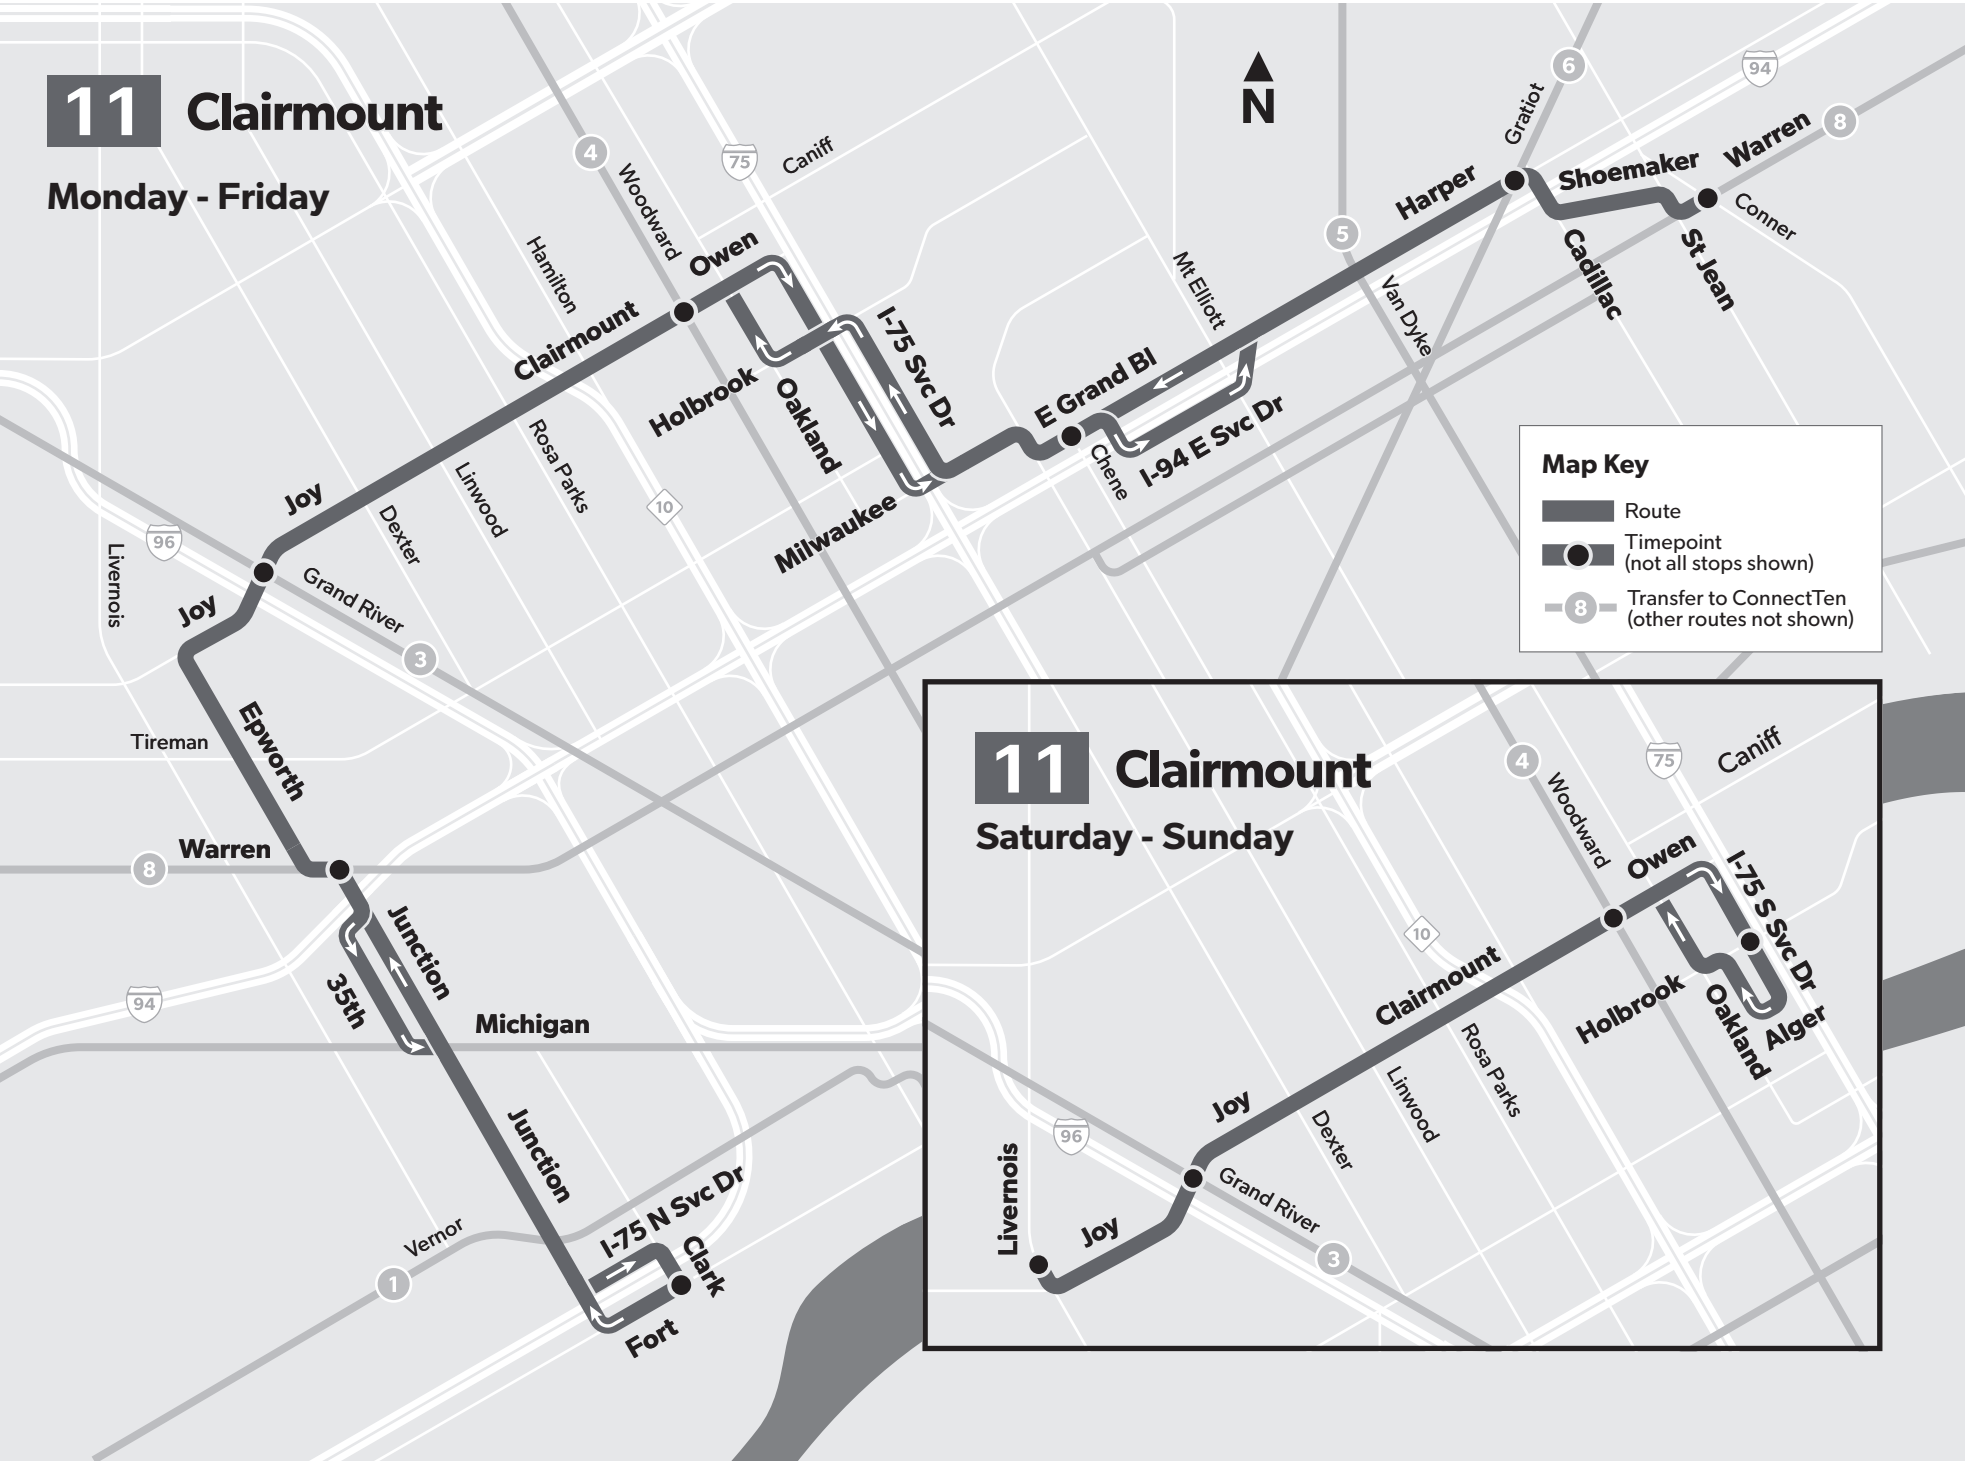 11 Clairmount
Monday - Friday
N
4
Woodward
75
Caniff
6
Gratiot
94
Warren
8
Shoemaker
Harper
Conner
Cadillac
St Jean
5
Van Dyke
Mt Elliott
Hamilton
Owen
Clairmount
I-75 Svc Dr
Holbrook
Oakland
E Grand Bl
I-94 E Svc Dr
Chene
Milwaukee
Rosa Parks
Linwood
10
Dexter
Joy
96
Livernois
Grand River
3
Joy
Epworth
Tireman
Warren
8
Junction
35th
94
Michigan
Junction
I-75 N Svc Dr
Clark
Vernor
1
Fort
Map Key
Route
Timepoint
(not all stops shown)
8
Transfer to ConnectTen
(other routes not shown)
11 Clairmount
Saturday - Sunday
4
Woodward
75
Caniff
Owen
I-75 S Svc Dr
10
Clairmount
Holbrook
Oakland
Alger
Rosa Parks
Linwood
Dexter
Joy
96
Livernois
Joy
Grand River
3